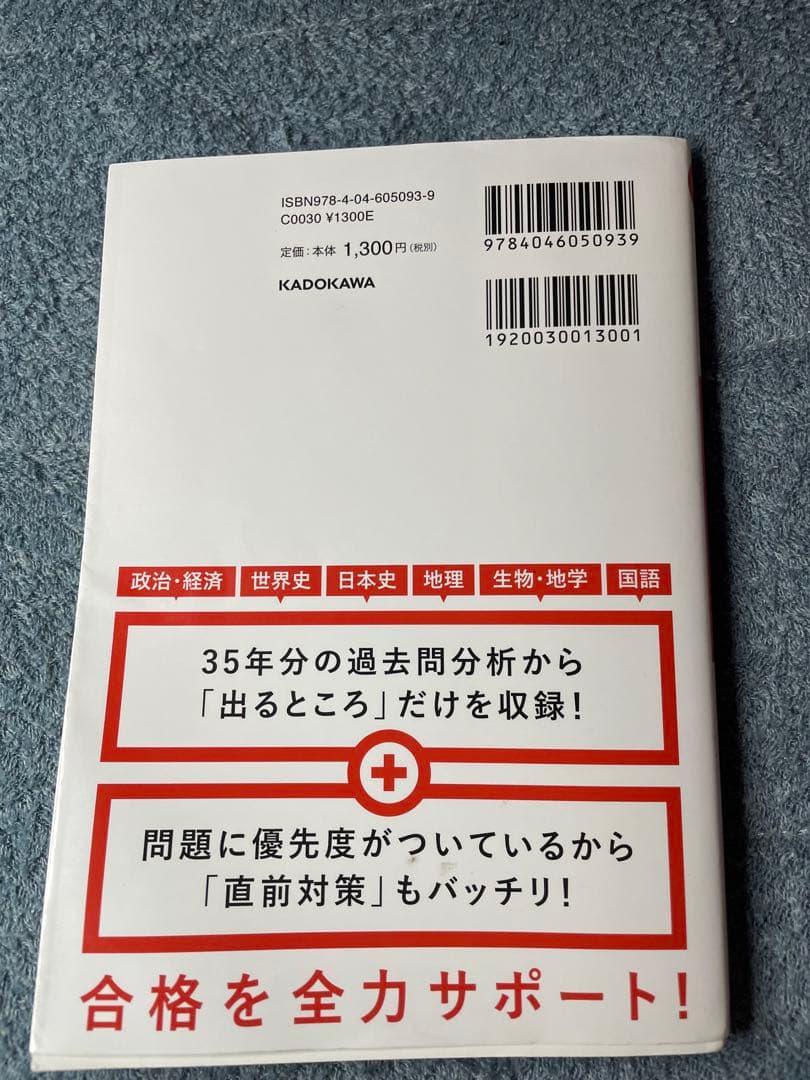 ISBN978-4-04-605093-9
C0030 ¥1300E
定価：本体 1,300円（税別）
KADOKAWA
9784046050939
1920030013001
政治・経済 世界史 日本史 地理 生物・地学 国語
35年分の過去問分析から
「出るところ」だけを収録！
問題に優先度がついているから
「直前対策」もバッチリ！
合格を全力サポート！